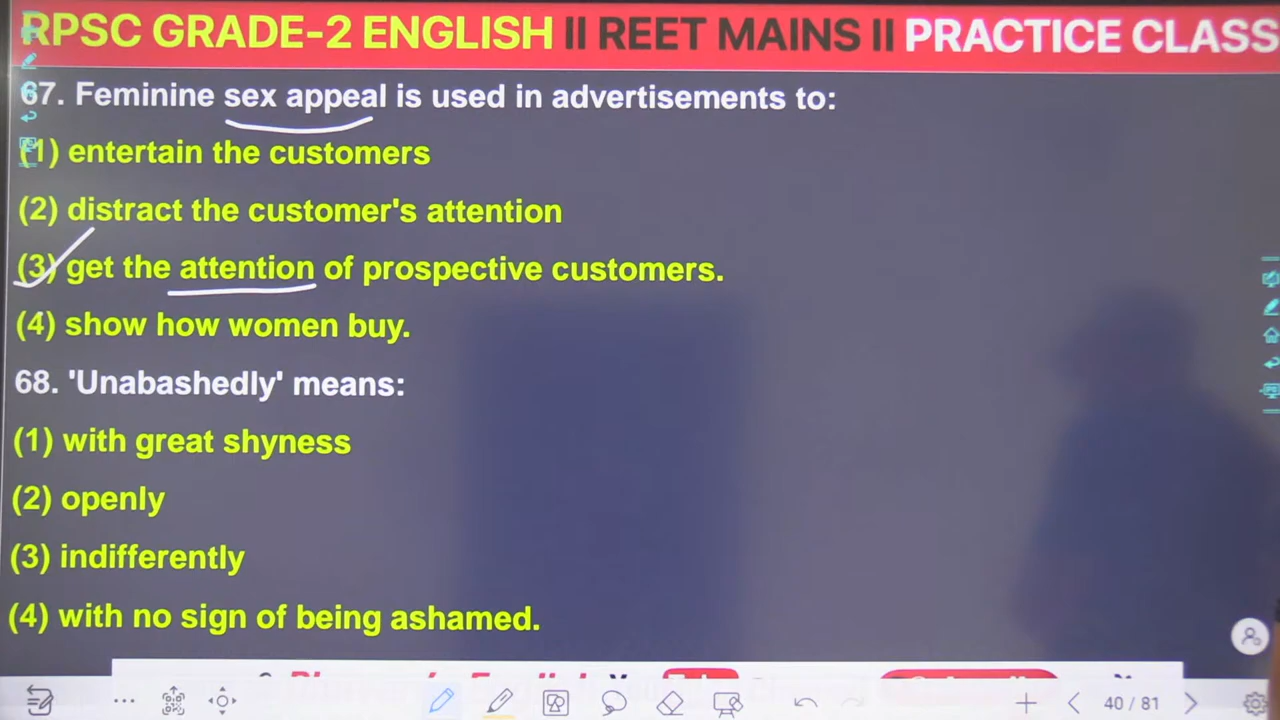 RPSC GRADE-2 ENGLISH II REET MAINS II PRACTICE CLASS
67. Feminine sex appeal is used in advertisements to:
(1) entertain the customers
(2) distract the customer's attention
(3) get the attention of prospective customers.
(4) show how women buy.
68. 'Unabashedly' means:
(1) with great shyness
(2) openly
(3) indifferently
(4) with no sign of being ashamed.
40 / 81